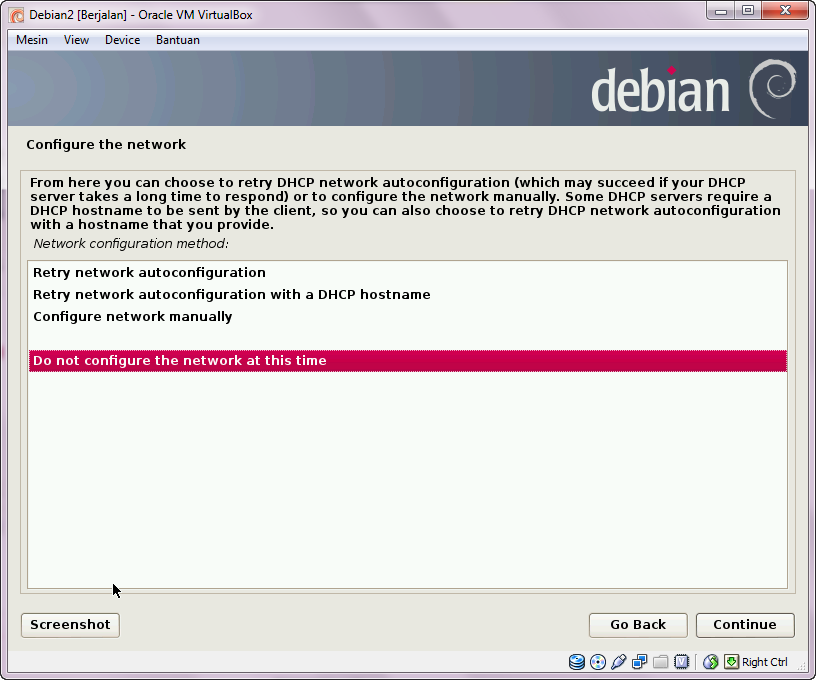 Debian2 [Berjalan] - Oracle VM VirtualBox
Mesin View Device Bantuan
debian
Configure the network
From here you can choose to retry DHCP network autoconfiguration (which may succeed if your DHCP
server takes a long time to respond) or to configure the network manually. Some DHCP servers require a
DHCP hostname to be sent by the client, so you can also choose to retry DHCP network autoconfiguration
with a hostname that you provide.
Network configuration method:
Retry network autoconfiguration
Retry network autoconfiguration with a DHCP hostname
Configure network manually
Do not configure the network at this time
Screenshot Go Back Continue
Right Ctrl